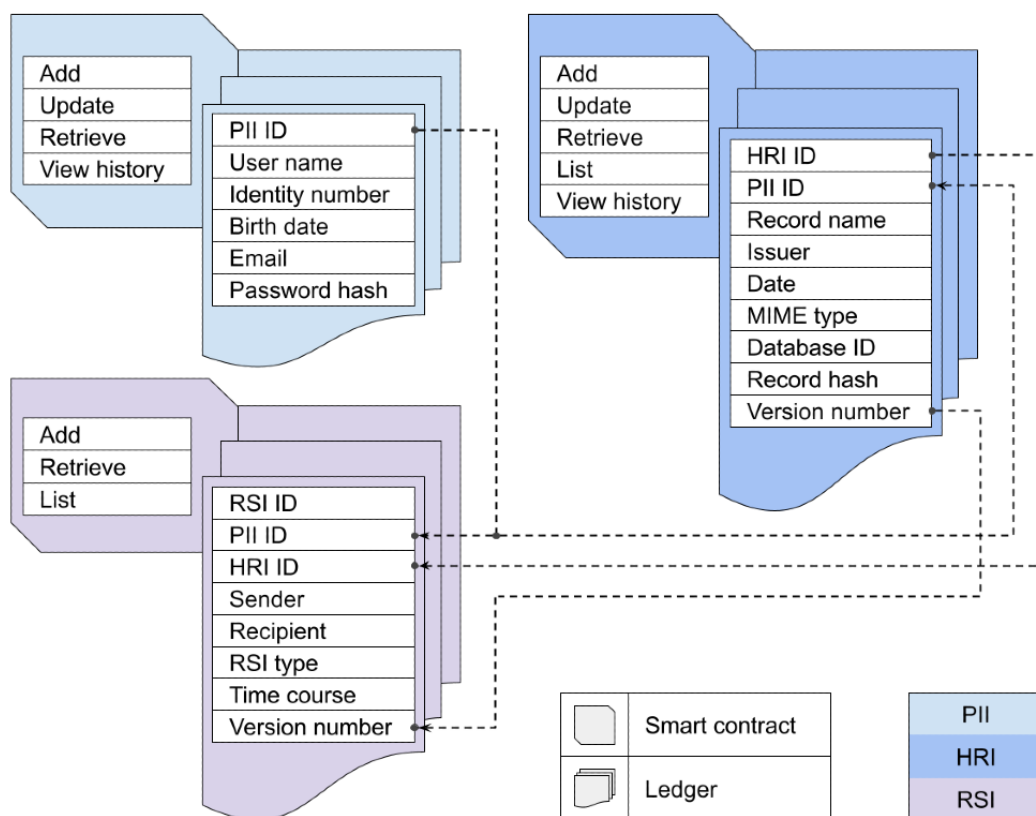 Add
Update
Retrieve
View history
PII ID
User name
Identity number
Birth date
Email
Password hash
Add
Update
Retrieve
List
View history
HRI ID
PII ID
Record name
Issuer
Date
MIME type
Database ID
Record hash
Version number
Add
Retrieve
List
RSI ID
PII ID
HRI ID
Sender
Recipient
RSI type
Time course
Version number
Smart contract
Ledger
PII
HRI
RSI